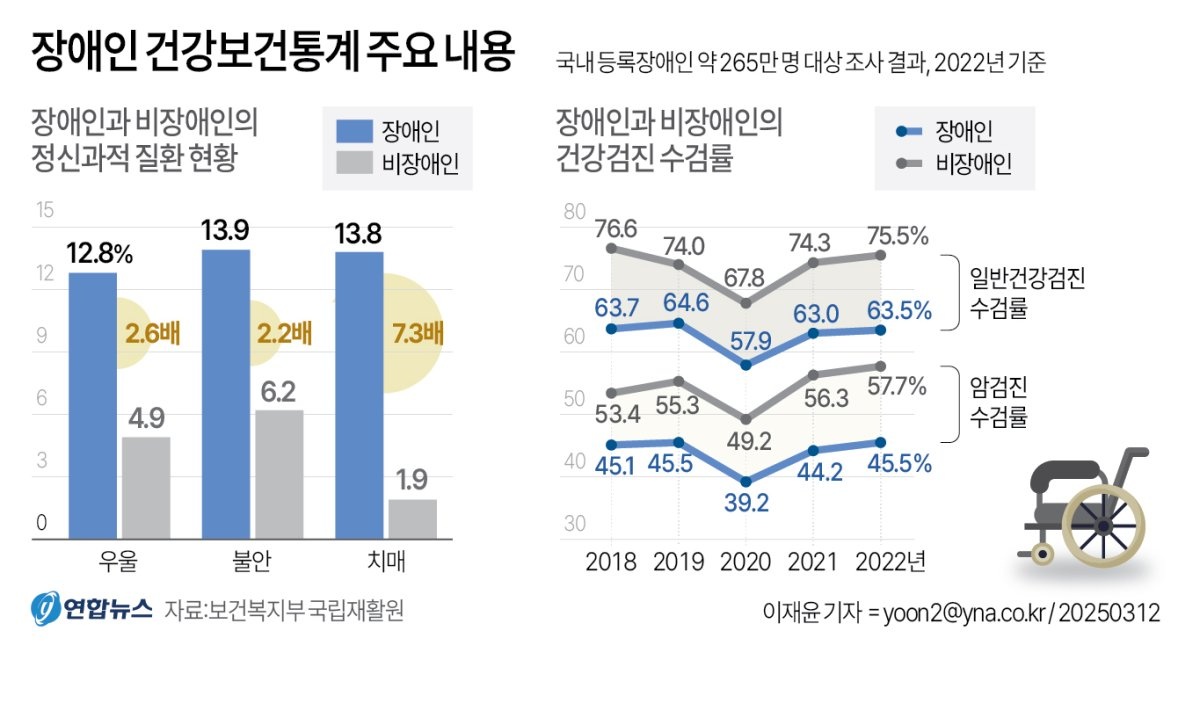 장애인 건강보건통계 주요 내용
국내 등록장애인 약 265만 명 대상 조사 결과, 2022년 기준
장애인과 비장애인의
정신과적 질환 현황
장애인
비장애인
15
12
9
6
3
0
12.8%
13.9
13.8
2.6배
2.2배
7.3배
4.9
6.2
1.9
우울
불안
치매
장애인과 비장애인의
건강검진 수검률
장애인
비장애인
80
70
60
50
40
30
76.6
74.0
67.8
74.3
75.5%
63.7
64.6
57.9
63.0
63.5%
일반건강검진
수검률
53.4
55.3
49.2
56.3
57.7%
45.1
45.5
39.2
44.2
45.5%
암검진
수검률
2018
2019
2020
2021
2022년
y 연합뉴스 자료:보건복지부 국립재활원
이재윤 기자 = yoon2@yna.co.kr / 20250312